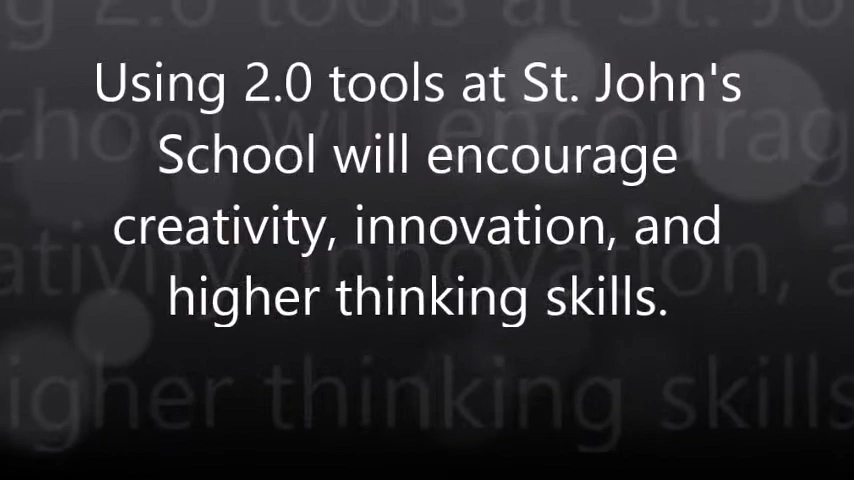 Using 2.0 tools at St. John's
School will encourage
creativity, innovation, and
higher thinking skills.